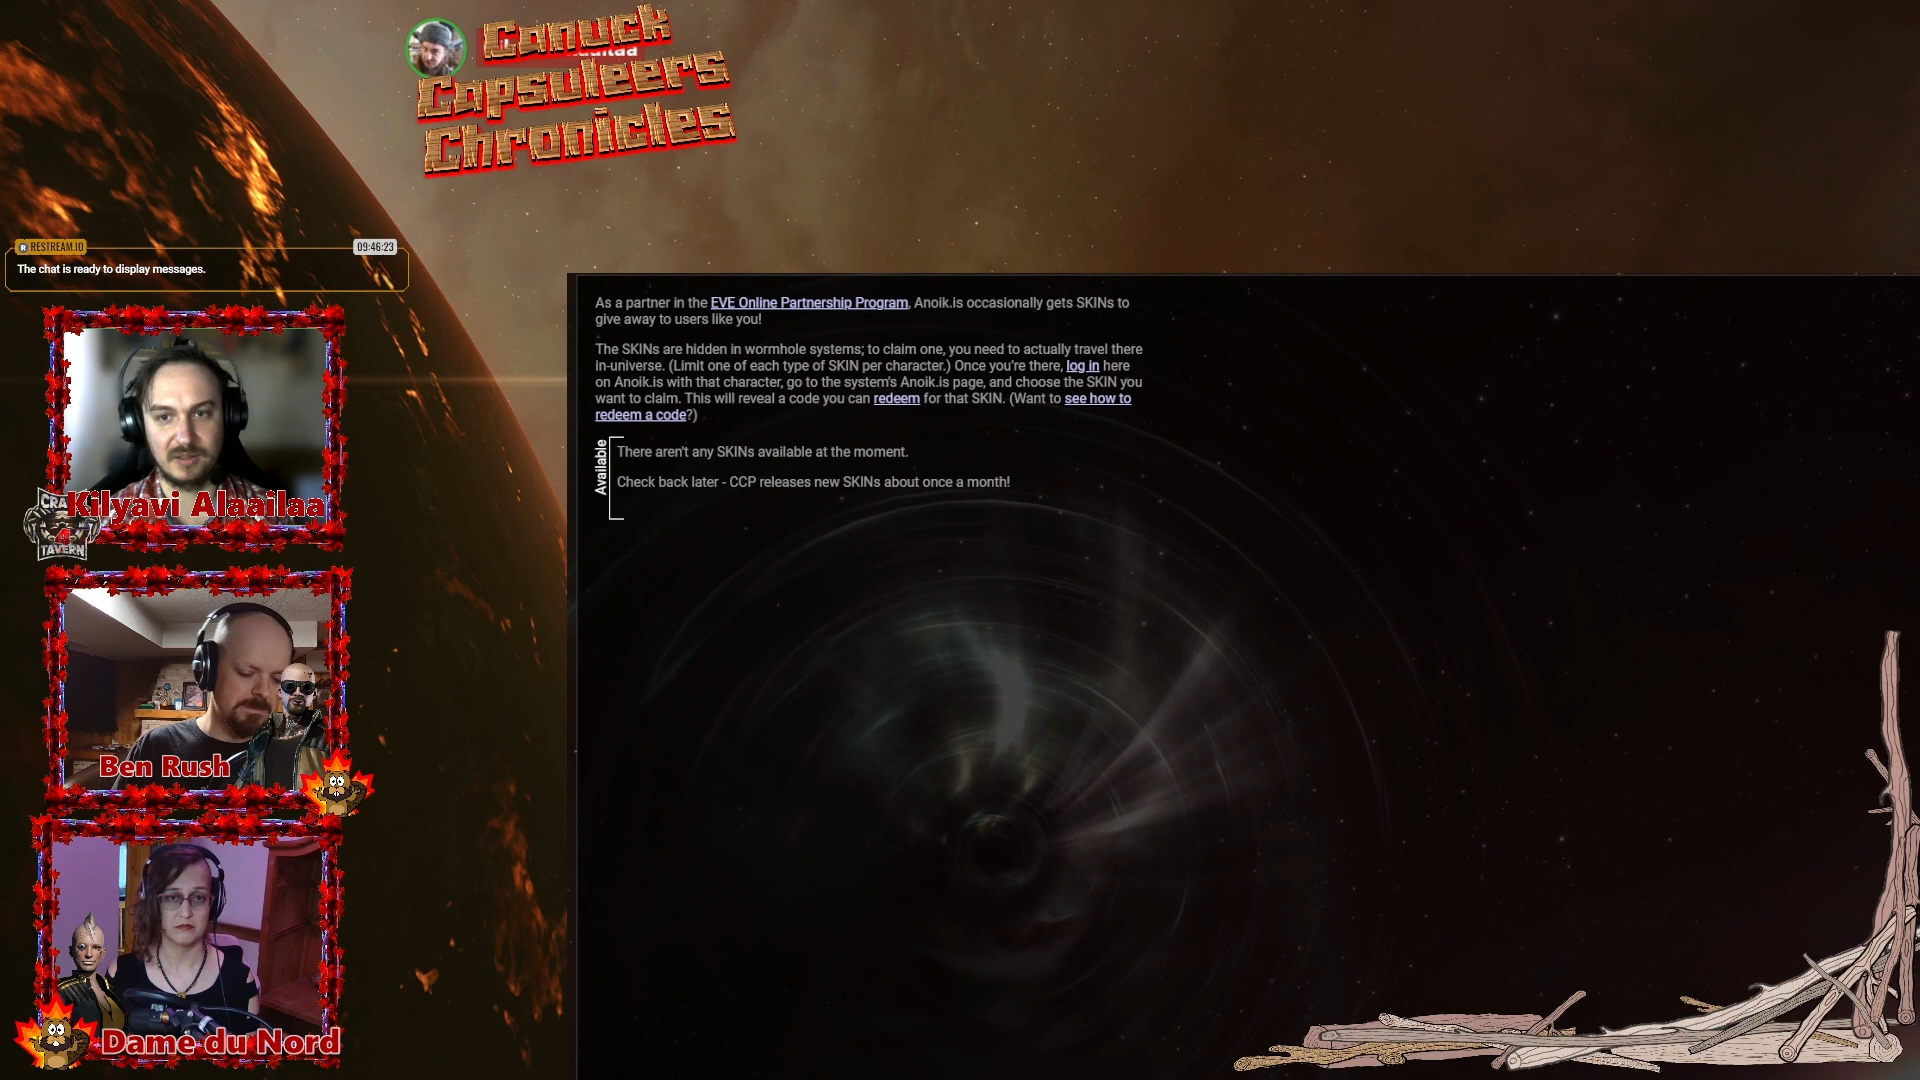 Canuck
Capsuleers
Chronicles
RESTREAM.IO
09:46:23
The chat is ready to display messages.
As a partner in the EVE Online Partnership Program, Anoik.is occasionally gets SKINs to
give away to users like you!
The SKINs are hidden in wormhole systems; to claim one, you need to actually travel there
in-universe. (Limit one of each type of SKIN per character.) Once you're there, log in here
on Anoik.is with that character, go to the system's Anoik.is page, and choose the SKIN you
want to claim. This will reveal a code you can redeem for that SKIN. (Want to see how to
redeem a code?)
Available
There aren't any SKINs available at the moment.
Check back later - CCP releases new SKINs about once a month!
Kilyavi Alaailaa
TAVERN
Ben Rush
Dame du Nord